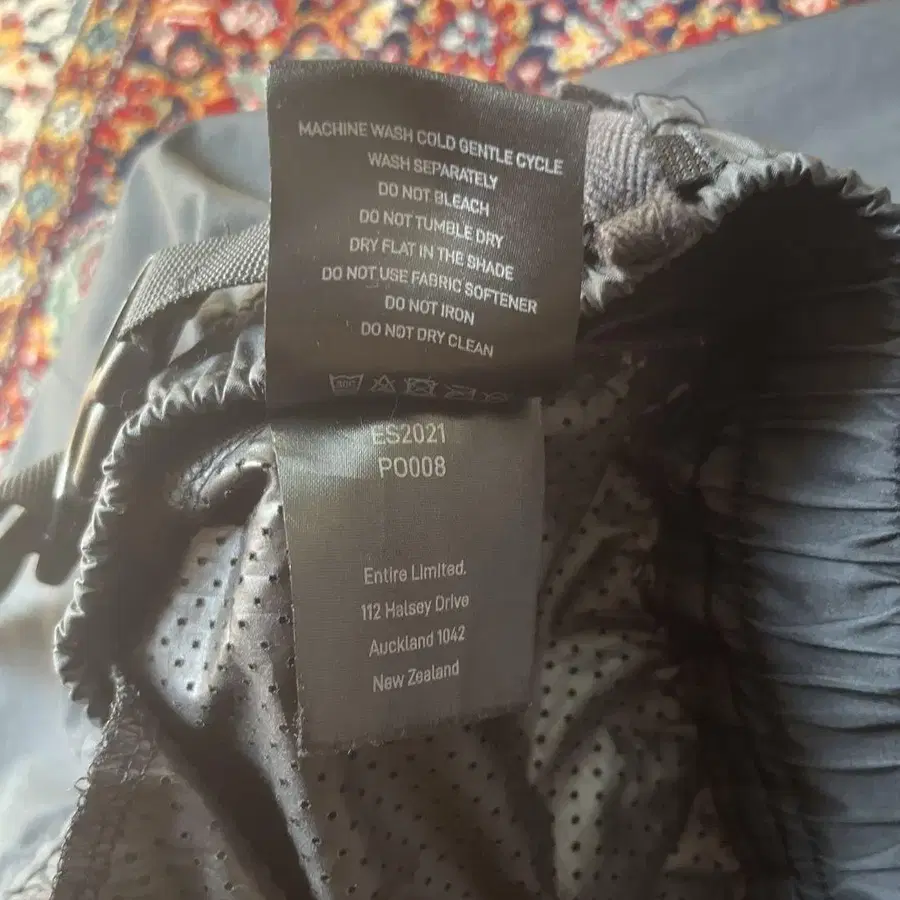 MACHINE WASH COLD GENTLE CYCLE
WASH SEPARATELY
DO NOT BLEACH
DO NOT TUMBLE DRY
DRY FLAT IN THE SHADE
DO NOT USE FABRIC SOFTENER
DO NOT IRON
DO NOT DRY CLEAN
ES2021
PO008
Entire Limited.
112 Halsey Drive
Auckland 1042
New Zealand